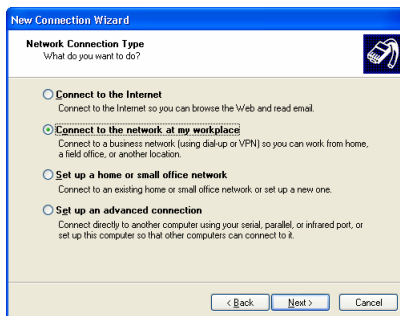 New Connection Wizard
Network Connection Type
What do you want to do?
Connect to the Internet
Connect to the Internet so you can browse the Web and read email.
Connect to the network at my workplace
Connect to a business network (using dial-up or VPN) so you can work from home,
a field office, or another location.
Set up a home or small office network
Connect to an existing home or small office network or set up a new one.
Set up an advanced connection
Connect directly to another computer using your serial, parallel, or infrared port, or
set up this computer so that other computers can connect to it.
< Back Next > Cancel